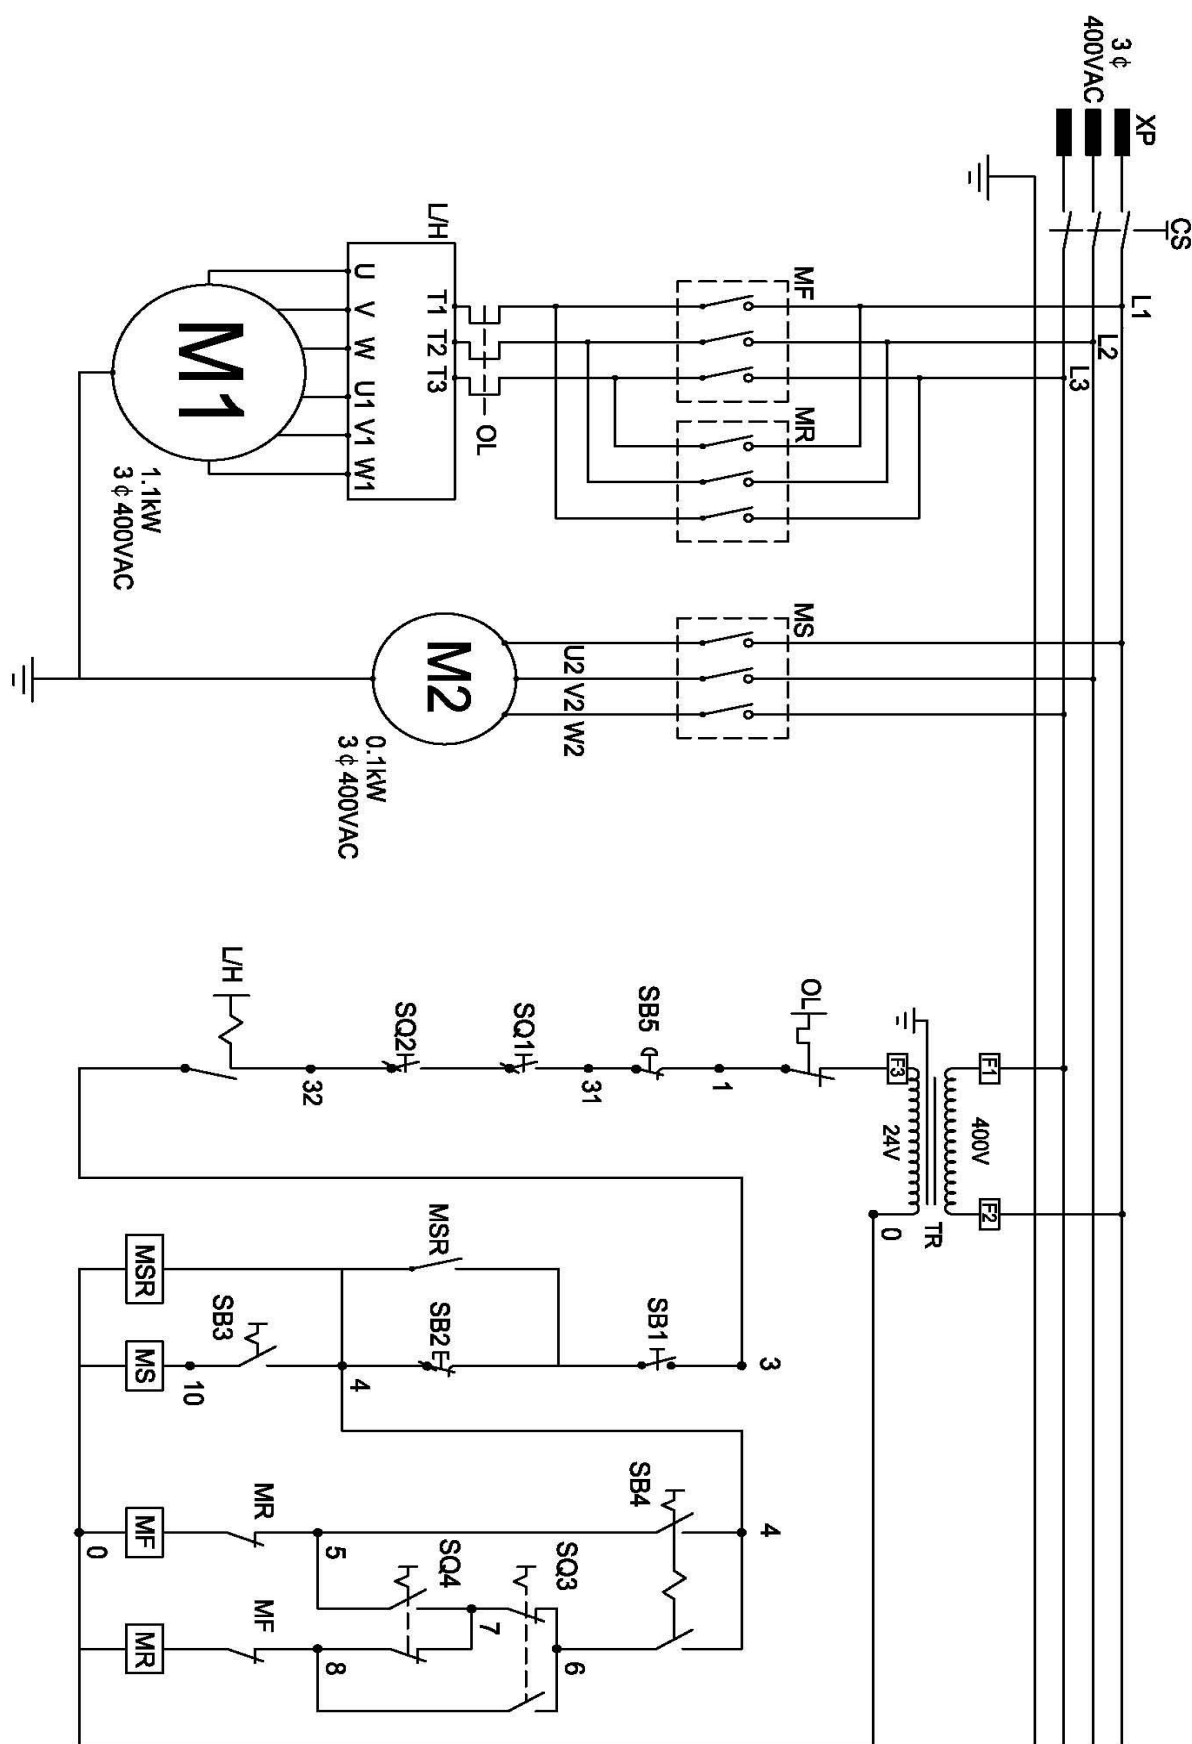 3 ¢
400VAC
XP
CS
L1
L2
L3
MF
MR
MS
T1
T2
T3
OL
L/H
U
V
W
U1
V1
W1
M1
1.1kW
3 ¢ 400VAC
U2 V2 W2
M2
0.1kW
3 ¢ 400VAC
F1
400V
F2
TR
F3
24V
0
OL
1
SB5
31
SQ1
SQ2
32
L/H
3
SB1
MSR
SB2
4
SB3
10
MSR
MS
4
SB4
SQ3
6
7
SQ4
5
8
MR
MF
MF
MR
0